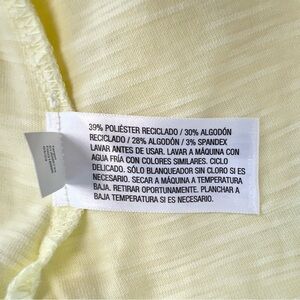 39% POLIÉSTER RECICLADO / 30% ALGODÓN
RECICLADO / 28% ALGODÓN / 3% SPANDEX
LAVAR ANTES DE USAR. LAVAR A MÁQUINA CON
AGUA FRÍA CON COLORES SIMILARES. CICLO
DELICADO. SÓLO BLANQUEADOR SIN CLORO SI ES
NECESARIO. SECAR A MÁQUINA A TEMPERATURA
BAJA. RETIRAR OPORTUNAMENTE. PLANCHAR A
BAJA TEMPERATURA SI ES NECESARIO.